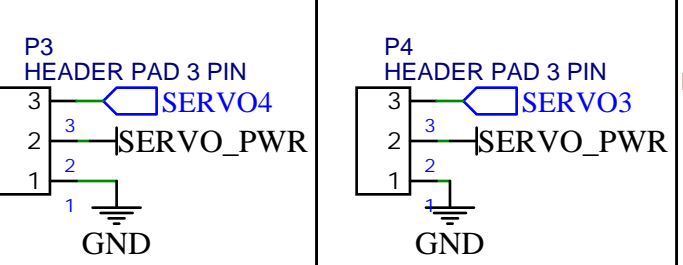 P3
HEADER PAD 3 PIN
3
SERVO4
3
2
SERVO_PWR
2
1
1
GND
P4
HEADER PAD 3 PIN
3
SERVO3
3
2
SERVO_PWR
2
1
1
GND